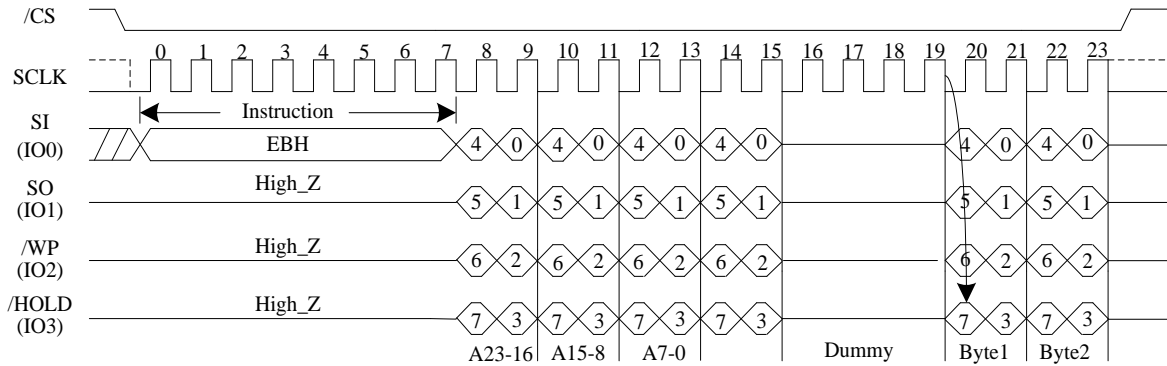 /CS
0 1 2 3 4 5 6 7 8 9 10 11 12 13 14 15 16 17 18 19 20 21 22 23
SCLK
Instruction
SI
(IO0)
EBH
4 0 4 0 4 0 4 0 4 0 4 0
SO
(IO1)
High_Z
5 1 5 1 5 1 5 1 5 1 5 1
/WP
(IO2)
High_Z
6 2 6 2 6 2 6 2 6 2 6 2
/HOLD
(IO3)
High_Z
7 3 7 3 7 3 7 3 7 3 7 3
A23-16 A15-8 A7-0 Dummy Byte1 Byte2